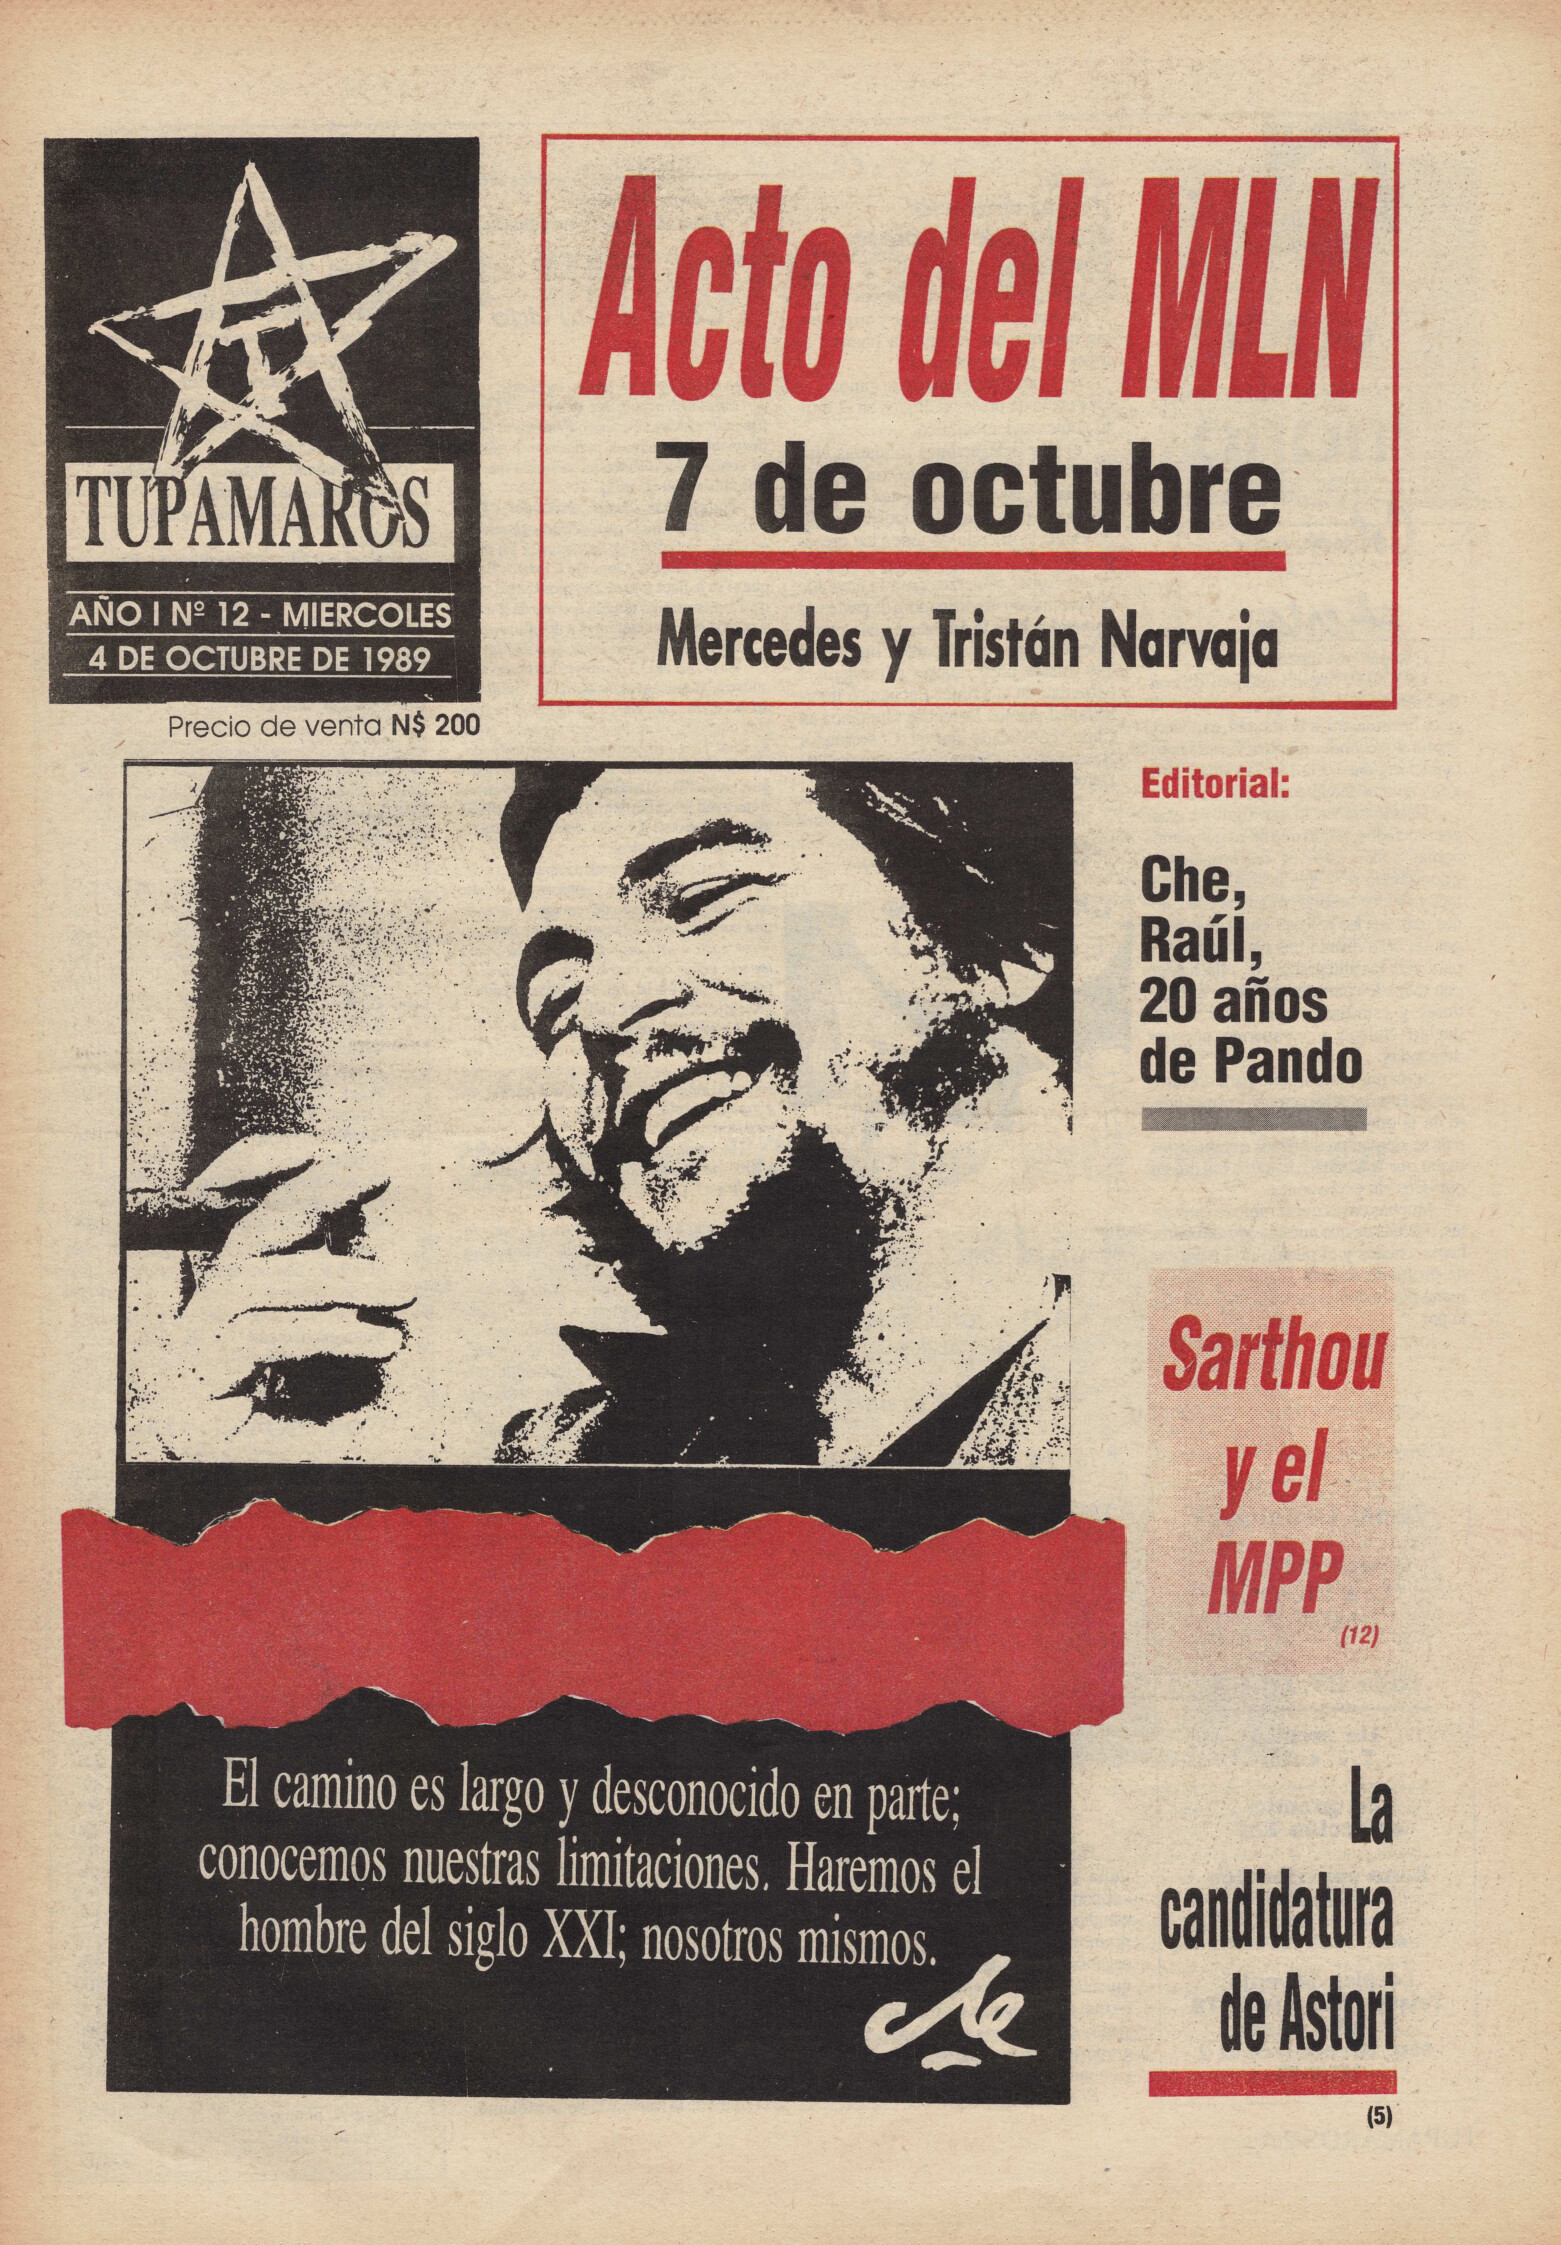 TUPAMAROS
AÑO I Nº 12 - MIERCOLES
4 DE OCTUBRE DE 1989
Precio de venta N$ 200
Acto del MLN
7 de octubre
Mercedes y Tristán Narvaja
Editorial:
Che,
Raúl,
20 años
de Pando
Sarthou
y el
MPP
(12)
La
candidatura
de Astori
(5)
El camino es largo y desconocido en parte;
conocemos nuestras limitaciones. Haremos el
hombre del siglo XXI; nosotros mismos.
che